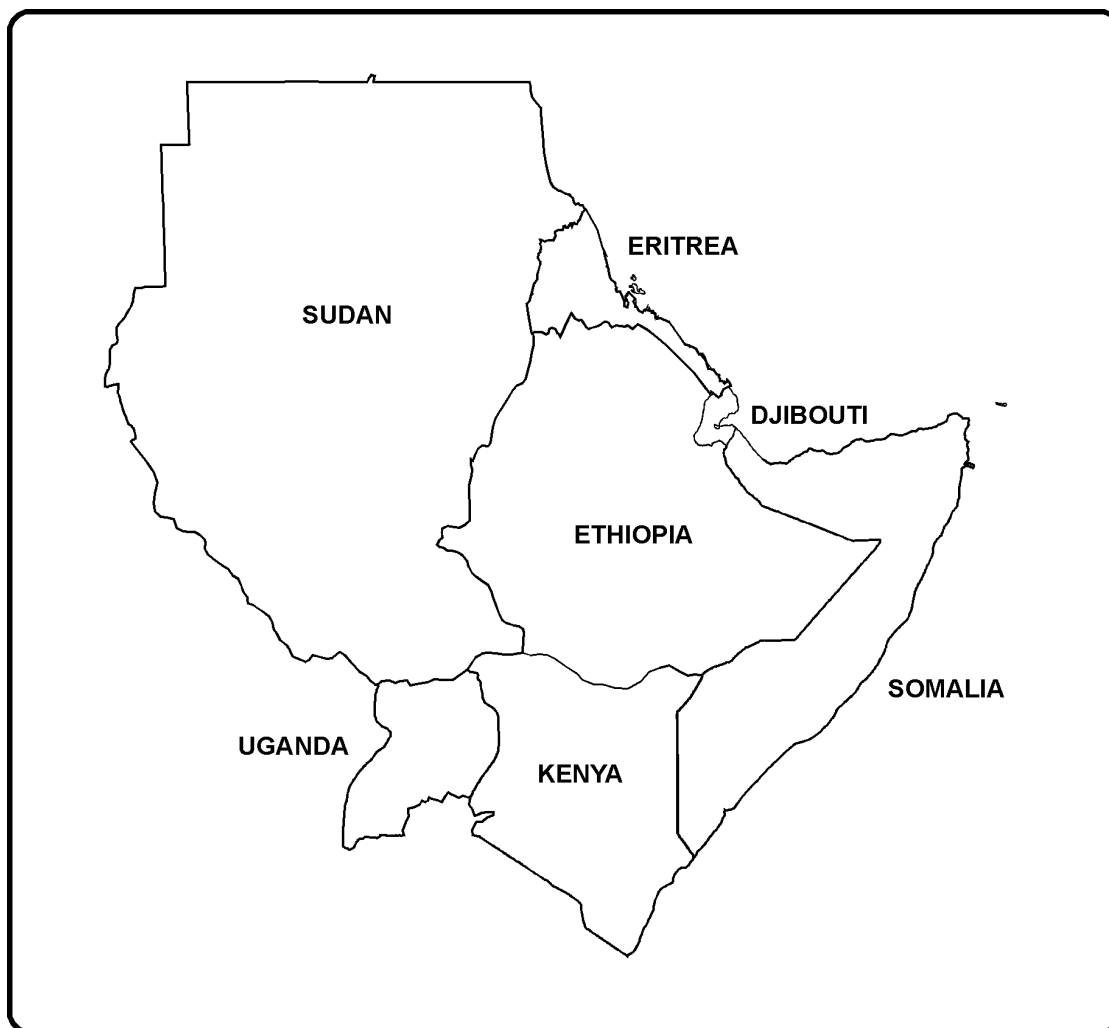 ERITREA
SUDAN
DJIBOUTI
ETHIOPIA
SOMALIA
UGANDA
KENYA